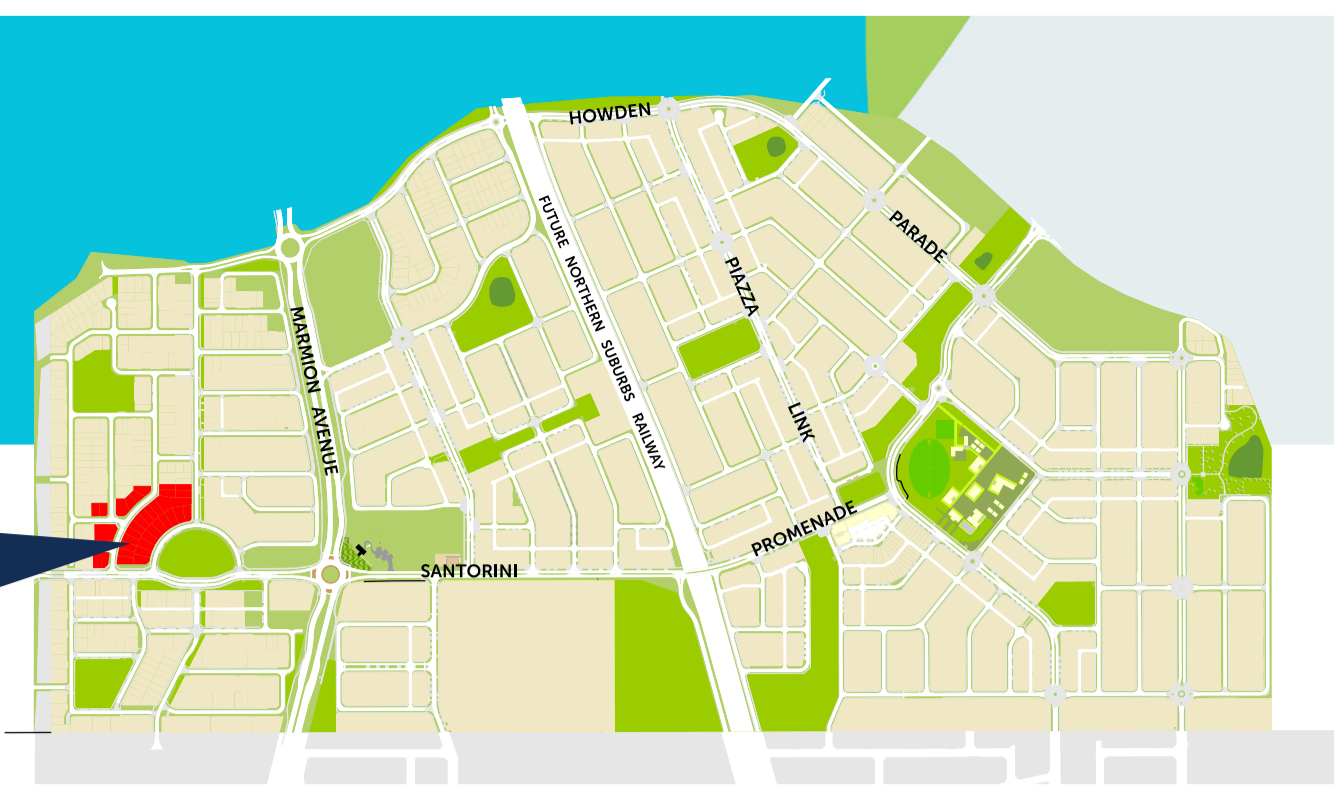 HOWDEN
PARADE
FUTURE NORTHERN SUBURBS RAILWAY
PIAZZA
LINK
MARMION AVENUE
PROMENADE
SANTORINI